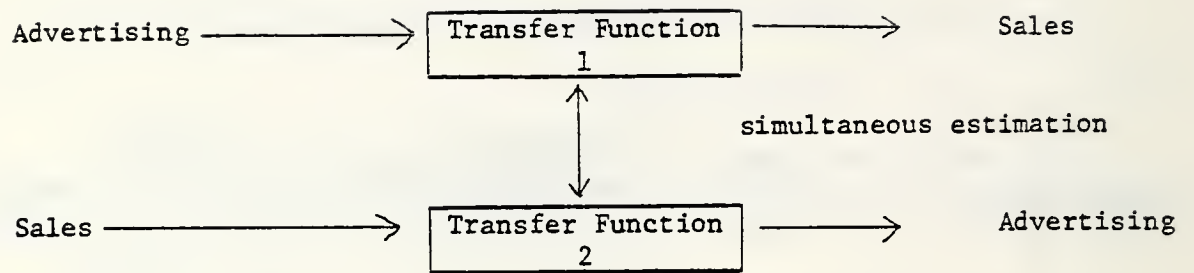 Advertising
Transfer Function
1
Sales
simultaneous estimation
Sales
Transfer Function
2
Advertising